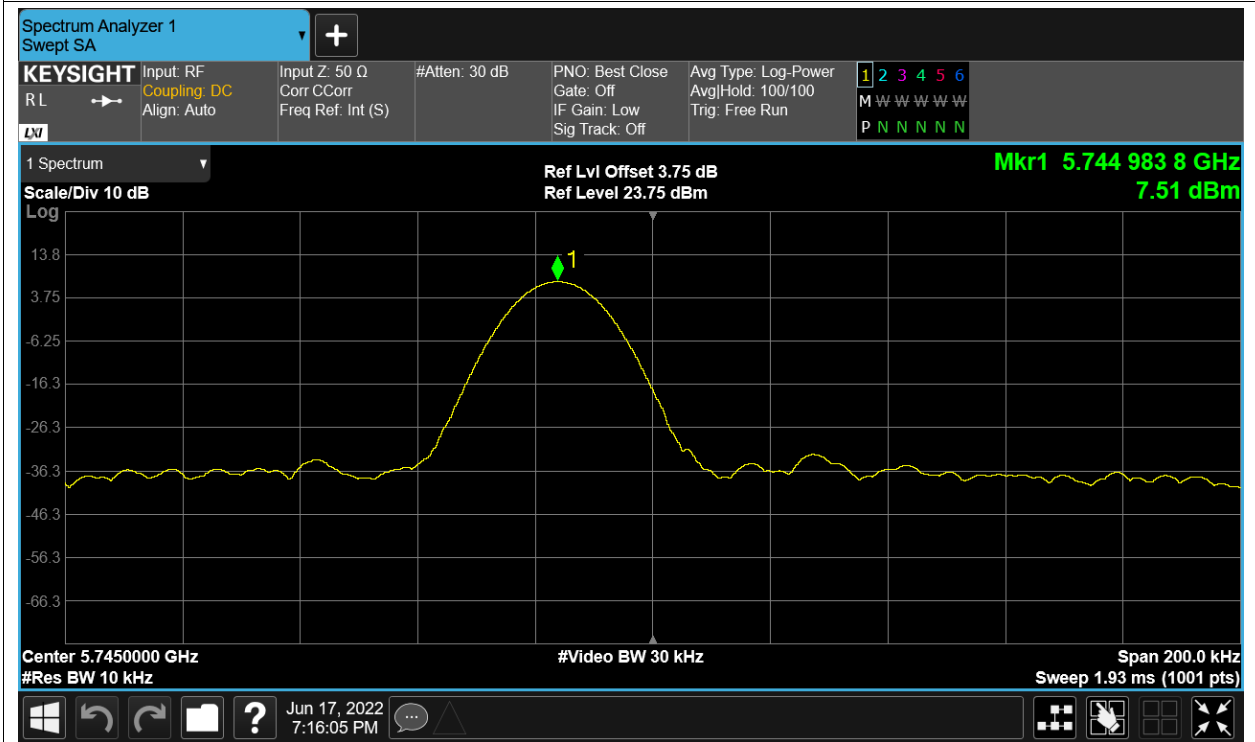 Spectrum Analyzer 1
Swept SA
KEYSIGHT
R L
LXI
Input: RF
Coupling: DC
Align: Auto
Input Z: 50 Ω
Corr CCorr
Freq Ref: Int (S)
#Atten: 30 dB
PNO: Best Close
Gate: Off
IF Gain: Low
Sig Track: Off
Avg Type: Log-Power
Avg|Hold: 100/100
Trig: Free Run
1 2 3 4 5 6
M W W W W W
P N N N N N
1 Spectrum
Scale/Div 10 dB
Log
Ref Lvl Offset 3.75 dB
Ref Level 23.75 dBm
Mkr1 5.744 983 8 GHz
7.51 dBm
1
13.8
3.75
-6.25
-16.3
-26.3
-36.3
-46.3
-56.3
-66.3
Center 5.7450000 GHz
#Res BW 10 kHz
#Video BW 30 kHz
Span 200.0 kHz
Sweep 1.93 ms (1001 pts)
?
Jun 17, 2022
7:16:05 PM